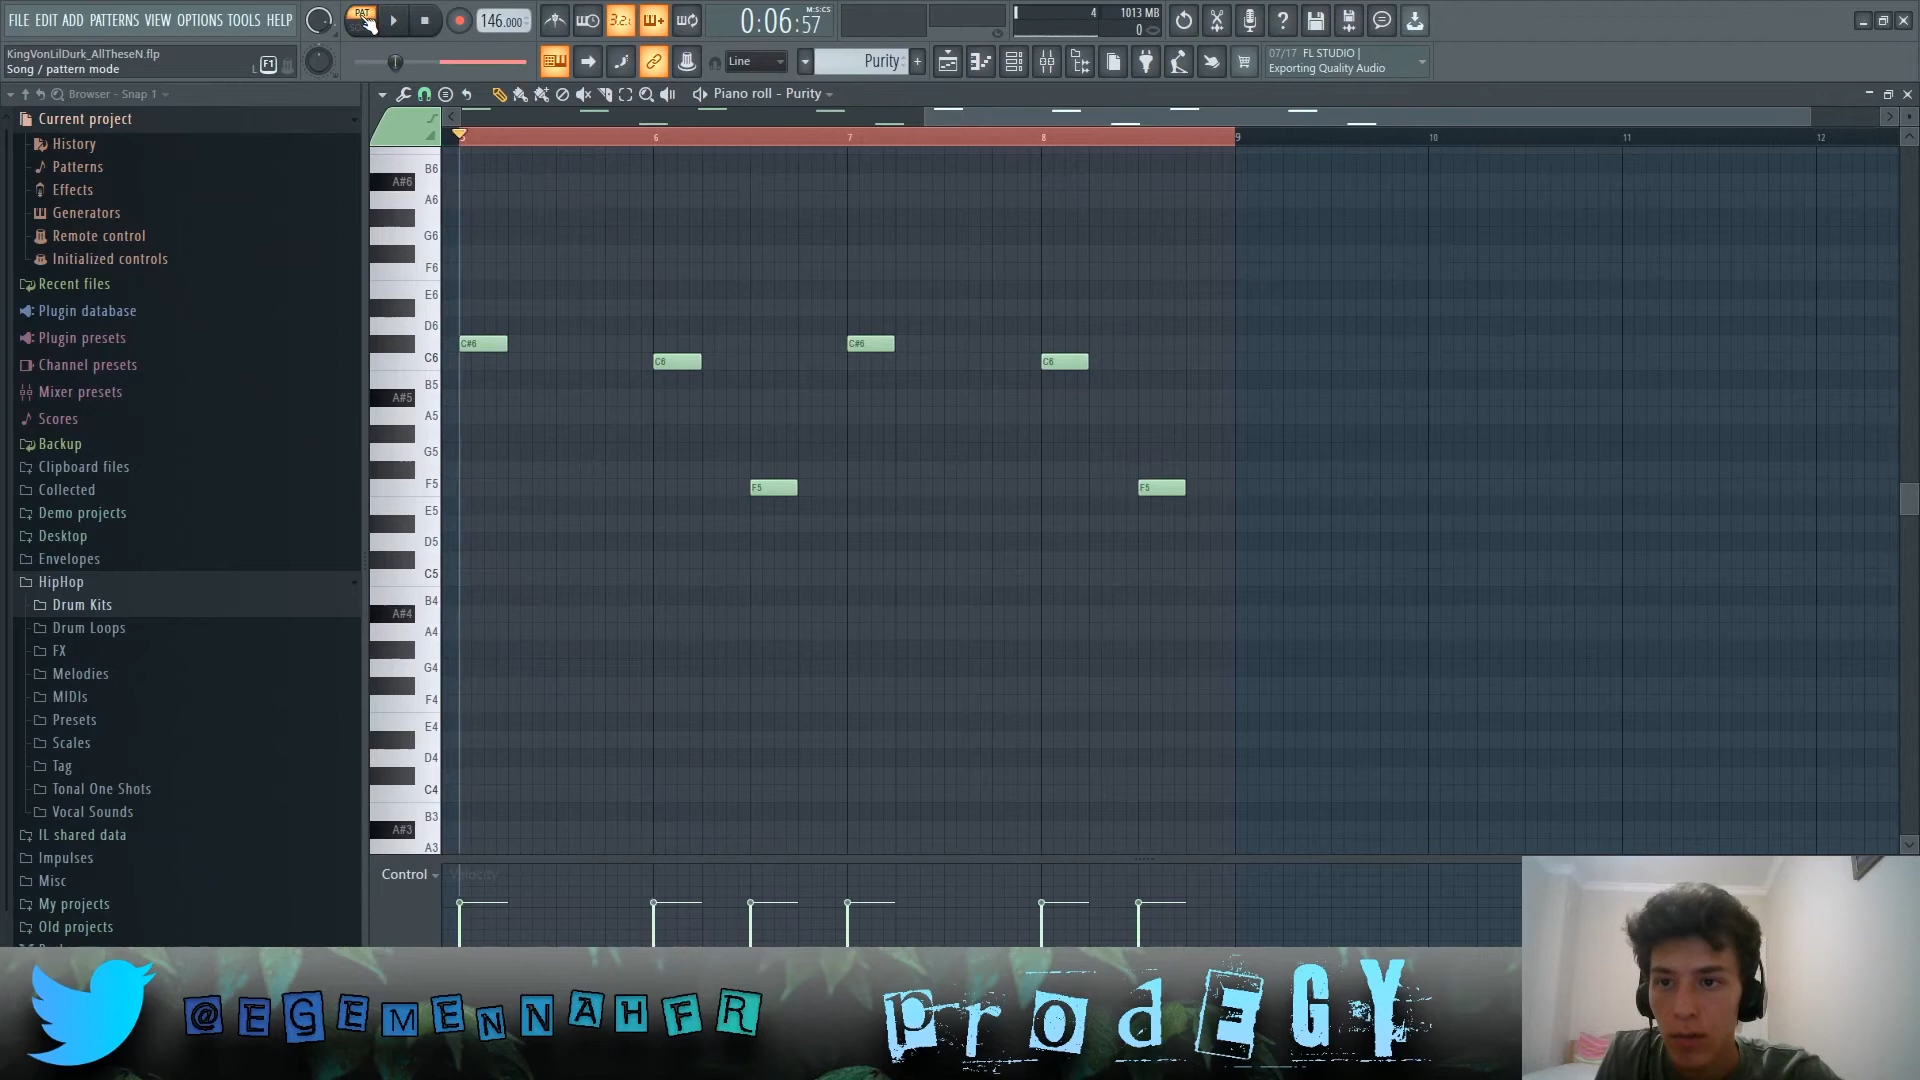 FILE EDIT ADD PATTERNS VIEW OPTIONS TOOLS HELP
PAT
146.000
3.2.
0:06:57
M:S:CS
4
1013 MB
0
KingVonLilDurk_AllTheseN.flp
Song / pattern mode
F1
Line
Purity
07/17 FL STUDIO |
Exporting Quality Audio
Browser - Snap 1
Piano roll - Purity
Current project
History
Patterns
Effects
Generators
Remote control
Initialized controls
Recent files
Plugin database
Plugin presets
Channel presets
Mixer presets
Scores
Backup
Clipboard files
Collected
Demo projects
Desktop
Envelopes
HipHop
Drum Kits
Drum Loops
FX
Melodies
MIDIs
Presets
Scales
Tag
Tonal One Shots
Vocal Sounds
IL shared data
Impulses
Misc
My projects
Old projects
5 6 7 8 9 10 11 12
B6
A#6
A6
G6
F6
E6
D6
C6
B5
A#5
A5
G5
F5
E5
D5
C5
B4
A#4
A4
G4
F4
E4
D4
C4
B3
A#3
A3
C#6
C6
F5
C#6
C6
F5
Control
Velocity
@EGEMENNAHFR
prodEGY